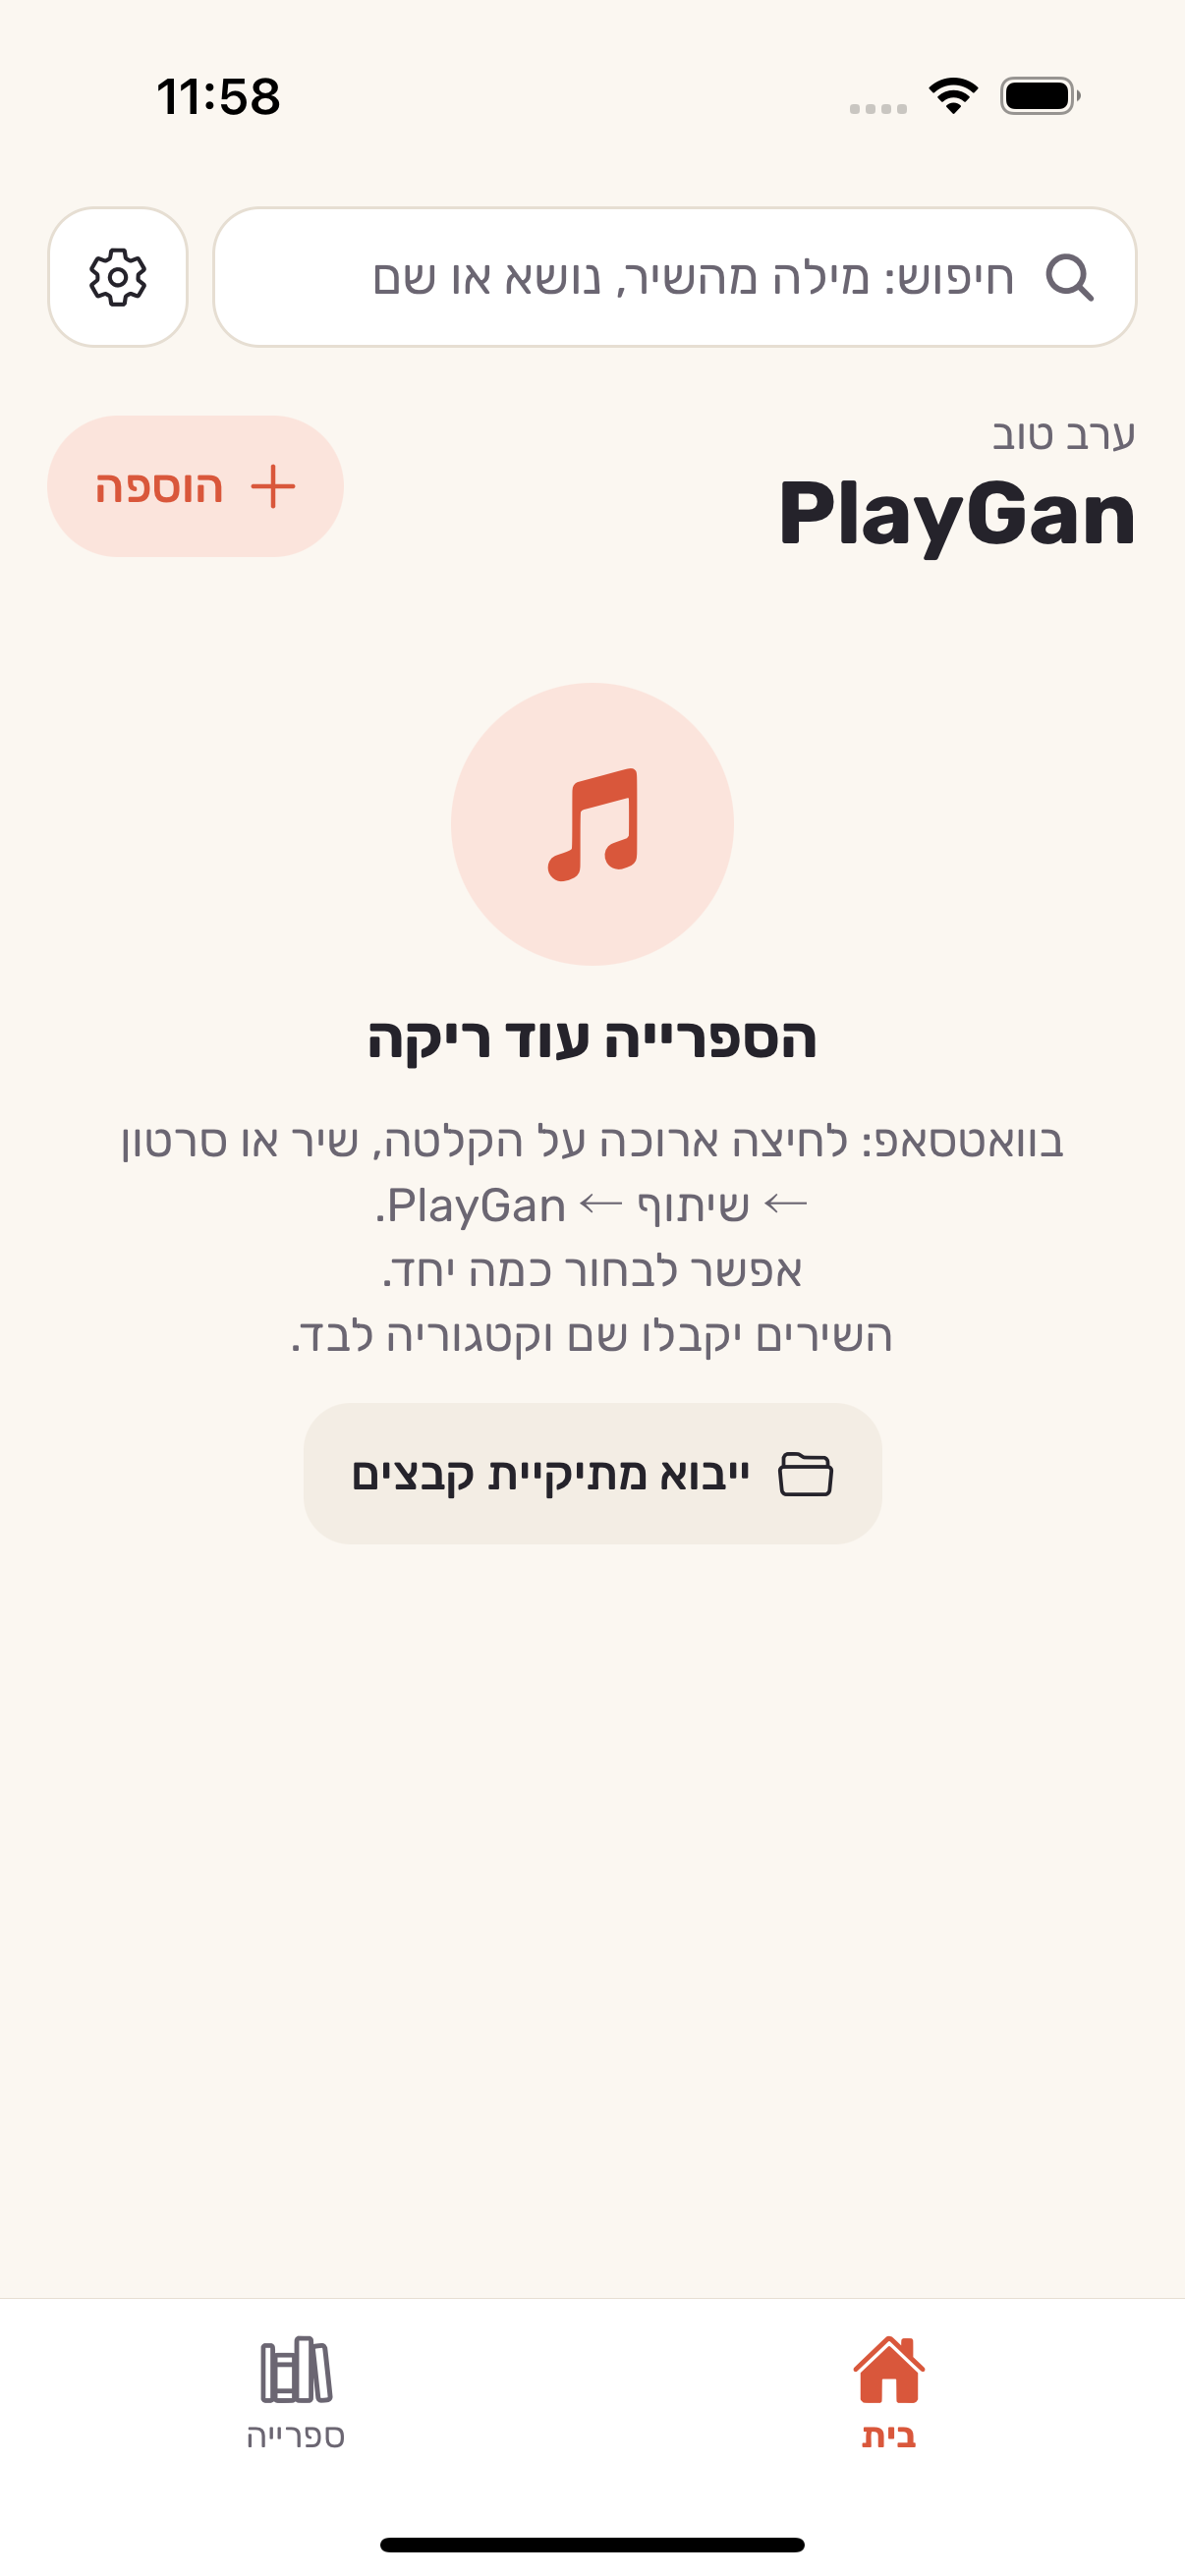 11:58
חיפוש: מילה מהשיר, נושא או שם
ערב טוב
PlayGan
הוספה
הספרייה עוד ריקה
בוואטסאפ: לחיצה ארוכה על הקלטה, שיר או סרטון
← שיתוף ← PlayGan.
אפשר לבחור כמה יחד.
השירים יקבלו שם וקטגוריה לבד.
ייבוא מתיקיית קבצים
בית
ספרייה